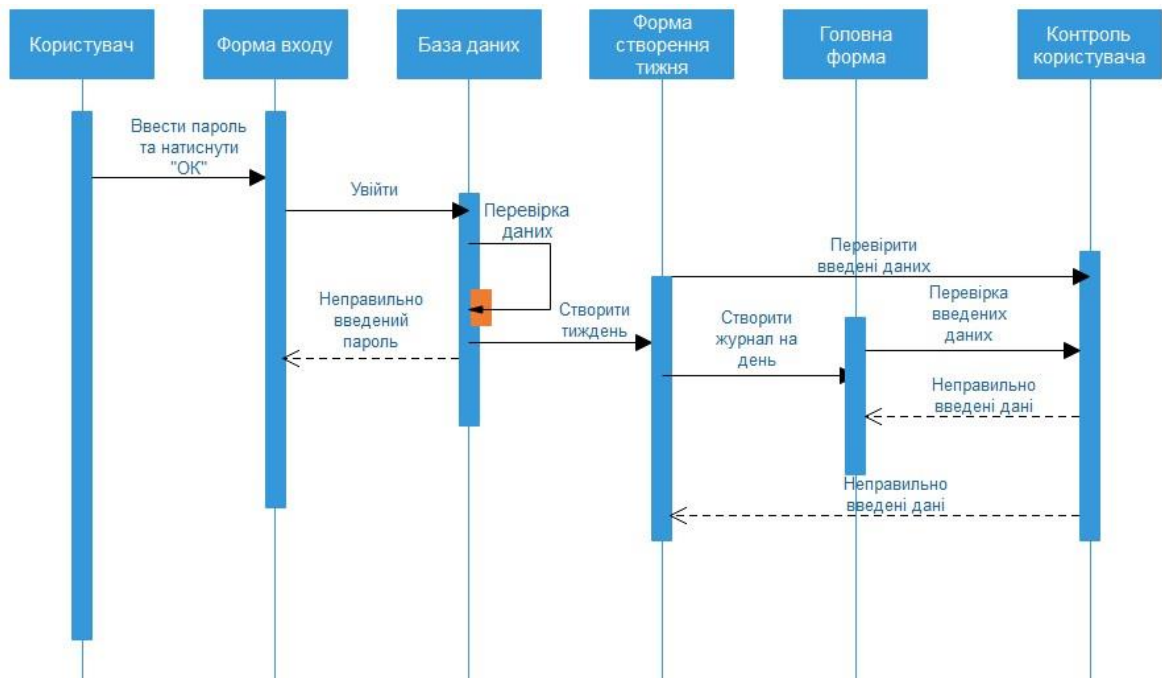 Користувач
Форма входу
База даних
Форма
створення
тижня
Головна
форма
Контроль
користувача
Ввести пароль
та натиснути
"ОК"
Увійти
Перевірка
даних
Перевірити
введені даних
Неправильно
введений
пароль
Створити
тиждень
Створити
журнал на
день
Перевірка
введених
даних
Неправильно
введені дані
Неправильно
введені дані